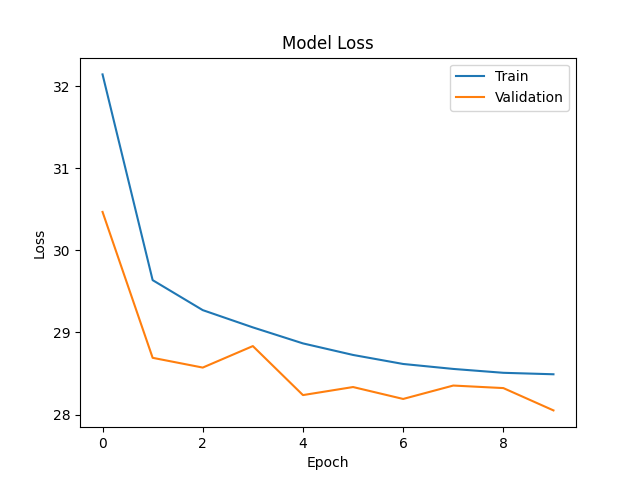 Model Loss
Train
Validation
32
31
30
29
28
Loss
0 2 4 6 8
Epoch